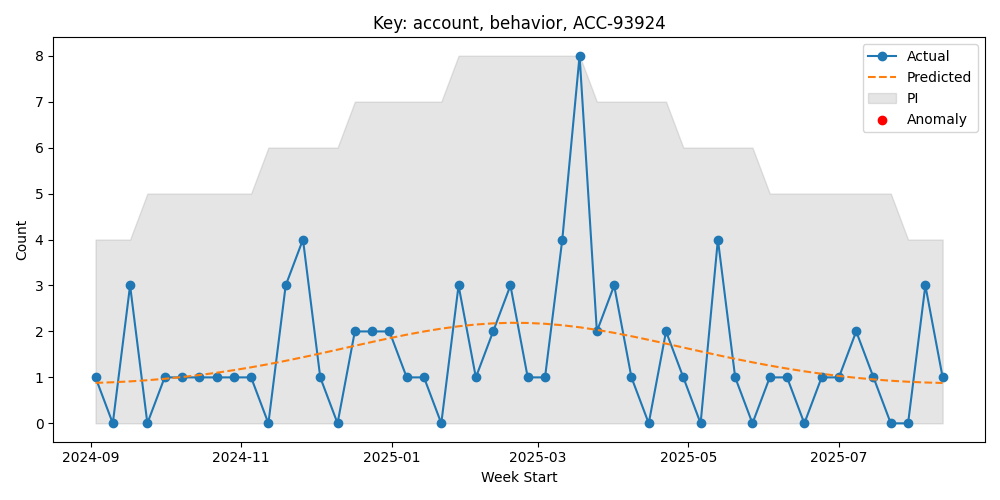 Key: account, behavior, ACC-93924
Actual
Predicted
PI
Anomaly
Count
8
7
6
5
4
3
2
1
0
2024-09
2024-11
2025-01
2025-03
2025-05
2025-07
Week Start